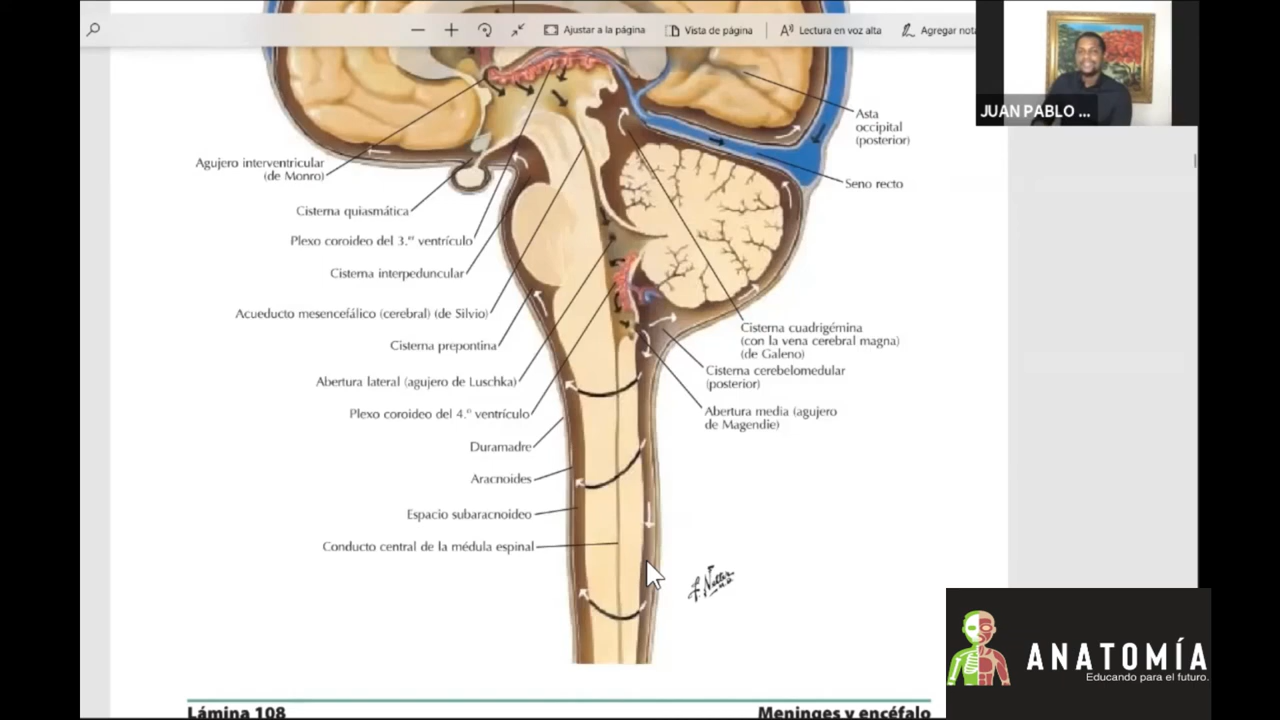 Ajustar a la página
Vista de página
Lectura en voz alta
Agregar nota
JUAN PABLO ...
Asta
occipital
(posterior)
Seno recto
Agujero interventricular
(de Monro)
Cisterna quiasmática
Plexo coroideo del 3.er ventrículo
Cisterna interpeduncular
Acueducto mesencefálico (cerebral) (de Silvio)
Cisterna prepontina
Abertura lateral (agujero de Luschka)
Plexo coroideo del 4.º ventrículo
Duramadre
Aracnoides
Espacio subaracnoideo
Conducto central de la médula espinal
Cisterna cuadrigémina
(con la vena cerebral magna)
(de Galeno)
Cisterna cerebelomedular
(posterior)
Abertura media (agujero
de Magendie)
f. Netter
ANATOMÍA
Educando para el futuro.
Lámina 108
Meninges y encéfalo